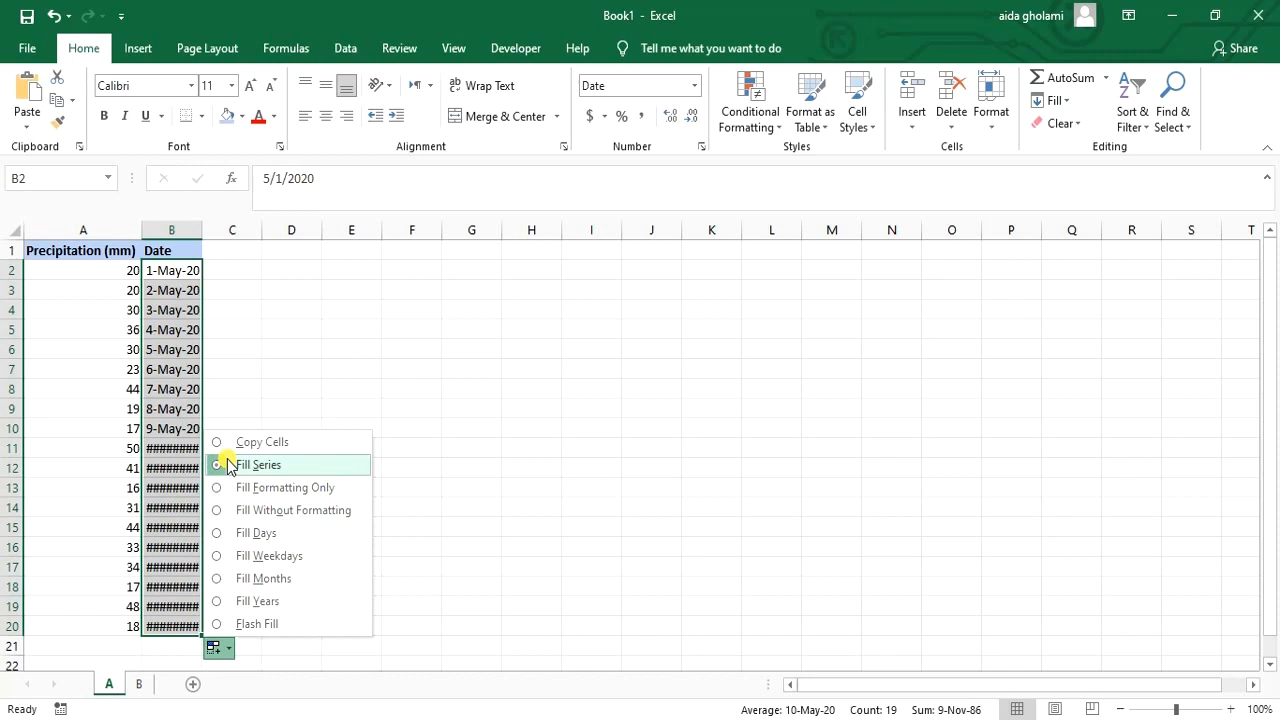 Book1 - Excel
aida gholami
File Home Insert Page Layout Formulas Data Review View Developer Help Tell me what you want to do Share
Paste
Calibri 11
B I U A
Wrap Text
Merge & Center
Date
$ % ,
Conditional Formatting
Format as Table
Cell Styles
Insert
Delete
Format
AutoSum
Fill
Clear
Sort & Filter
Find & Select
Clipboard Font Alignment Number Styles Cells Editing
B2 fx 5/1/2020
A B C D E F G H I J K L M N O P Q R S T
1 Precipitation (mm) Date
2 20 1-May-20
3 20 2-May-20
4 30 3-May-20
5 36 4-May-20
6 30 5-May-20
7 23 6-May-20
8 44 7-May-20
9 19 8-May-20
10 17 9-May-20
11 50 ########
12 41 ########
13 16 ########
14 31 ########
15 44 ########
16 33 ########
17 34 ########
18 17 ########
19 48 ########
20 18 ########
21
22
Copy Cells
Fill Series
Fill Formatting Only
Fill Without Formatting
Fill Days
Fill Weekdays
Fill Months
Fill Years
Flash Fill
A B
Ready Average: 10-May-20 Count: 19 Sum: 9-Nov-86 100%